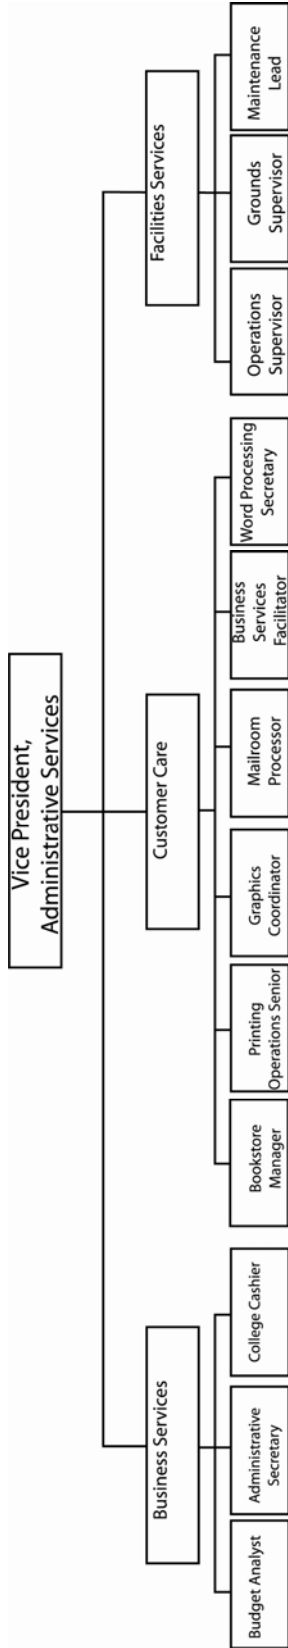 Vice President,
Administrative Services
Business Services
Customer Care
Facilities Services
Budget Analyst
Administrative
Secretary
College Cashier
Bookstore
Manager
Printing
Operations Senior
Graphics
Coordinator
Mailroom
Processor
Business
Services
Facilitator
Word Processing
Secretary
Operations
Supervisor
Grounds
Supervisor
Maintenance
Lead